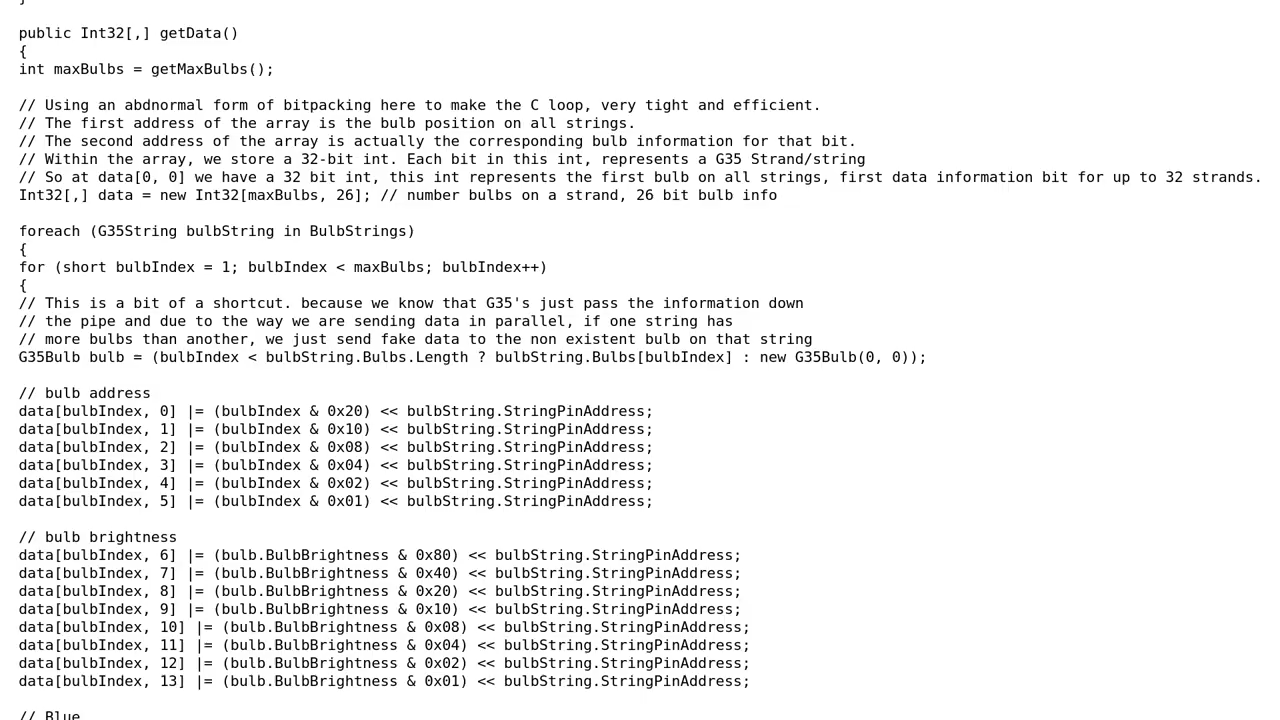 }
public Int32[,] getData()
{
int maxBulbs = getMaxBulbs();
// Using an abdnormal form of bitpacking here to make the C loop, very tight and efficient.
// The first address of the array is the bulb position on all strings.
// The second address of the array is actually the corresponding bulb information for that bit.
// Within the array, we store a 32-bit int. Each bit in this int, represents a G35 Strand/string
// So at data[0, 0] we have a 32 bit int, this int represents the first bulb on all strings, first data information bit for up to 32 strands.
Int32[,] data = new Int32[maxBulbs, 26]; // number bulbs on a strand, 26 bit bulb info
foreach (G35String bulbString in BulbStrings)
{
for (short bulbIndex = 1; bulbIndex < maxBulbs; bulbIndex++)
{
// This is a bit of a shortcut. because we know that G35's just pass the information down
// the pipe and due to the way we are sending data in parallel, if one string has
// more bulbs than another, we just send fake data to the non existent bulb on that string
G35Bulb bulb = (bulbIndex < bulbString.Bulbs.Length ? bulbString.Bulbs[bulbIndex] : new G35Bulb(0, 0));
// bulb address
data[bulbIndex, 0] |= (bulbIndex & 0x20) << bulbString.StringPinAddress;
data[bulbIndex, 1] |= (bulbIndex & 0x10) << bulbString.StringPinAddress;
data[bulbIndex, 2] |= (bulbIndex & 0x08) << bulbString.StringPinAddress;
data[bulbIndex, 3] |= (bulbIndex & 0x04) << bulbString.StringPinAddress;
data[bulbIndex, 4] |= (bulbIndex & 0x02) << bulbString.StringPinAddress;
data[bulbIndex, 5] |= (bulbIndex & 0x01) << bulbString.StringPinAddress;
// bulb brightness
data[bulbIndex, 6] |= (bulb.BulbBrightness & 0x80) << bulbString.StringPinAddress;
data[bulbIndex, 7] |= (bulb.BulbBrightness & 0x40) << bulbString.StringPinAddress;
data[bulbIndex, 8] |= (bulb.BulbBrightness & 0x20) << bulbString.StringPinAddress;
data[bulbIndex, 9] |= (bulb.BulbBrightness & 0x10) << bulbString.StringPinAddress;
data[bulbIndex, 10] |= (bulb.BulbBrightness & 0x08) << bulbString.StringPinAddress;
data[bulbIndex, 11] |= (bulb.BulbBrightness & 0x04) << bulbString.StringPinAddress;
data[bulbIndex, 12] |= (bulb.BulbBrightness & 0x02) << bulbString.StringPinAddress;
data[bulbIndex, 13] |= (bulb.BulbBrightness & 0x01) << bulbString.StringPinAddress;
// Blue